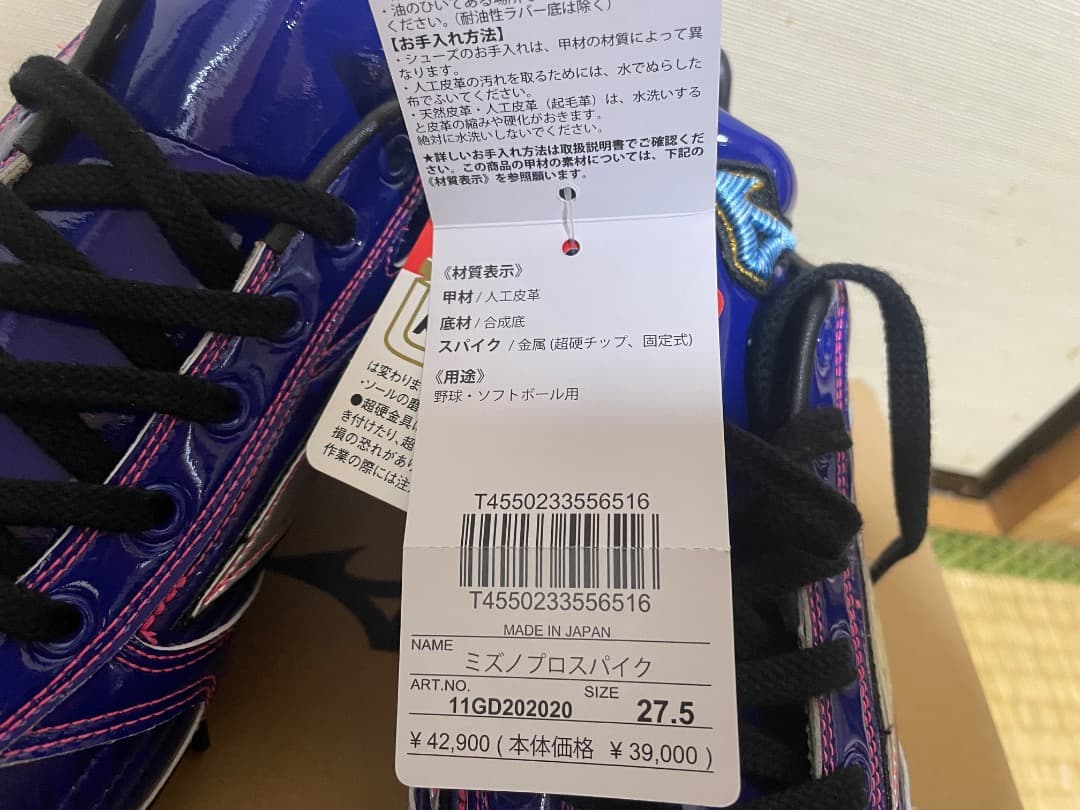 ・油のひいてある場所
ください。（耐油性ラバー底は除く）
【お手入れ方法】
・シューズのお手入れは、甲材の材質によって異
なります。
・人工皮革の汚れを取るためには、水でぬらした
布でふいてください。
・天然皮革・人工皮革（起毛革）は、水洗いする
と皮革の縮みや硬化がおきます。
絶対に水洗いしないでください。
★詳しいお手入れ方法は取扱説明書でご確認くだ
さい。この商品の甲材の素材については、下記の
《材質表示》を参照願います。
《材質表示》
甲材 / 人工皮革
底材 / 合成底
スパイク / 金属 (超硬チップ、固定式)
《用途》
野球・ソフトボール用
T4550233556516
T4550233556516
MADE IN JAPAN
NAME ミズノプロスパイク
ART.NO. 11GD202020 SIZE 27.5
¥ 42,900 ( 本体価格 ¥ 39,000 )
は変わりま
・ソールの磨
●超硬金具
き付けたり、超
損の恐れがあ
作業の際には注